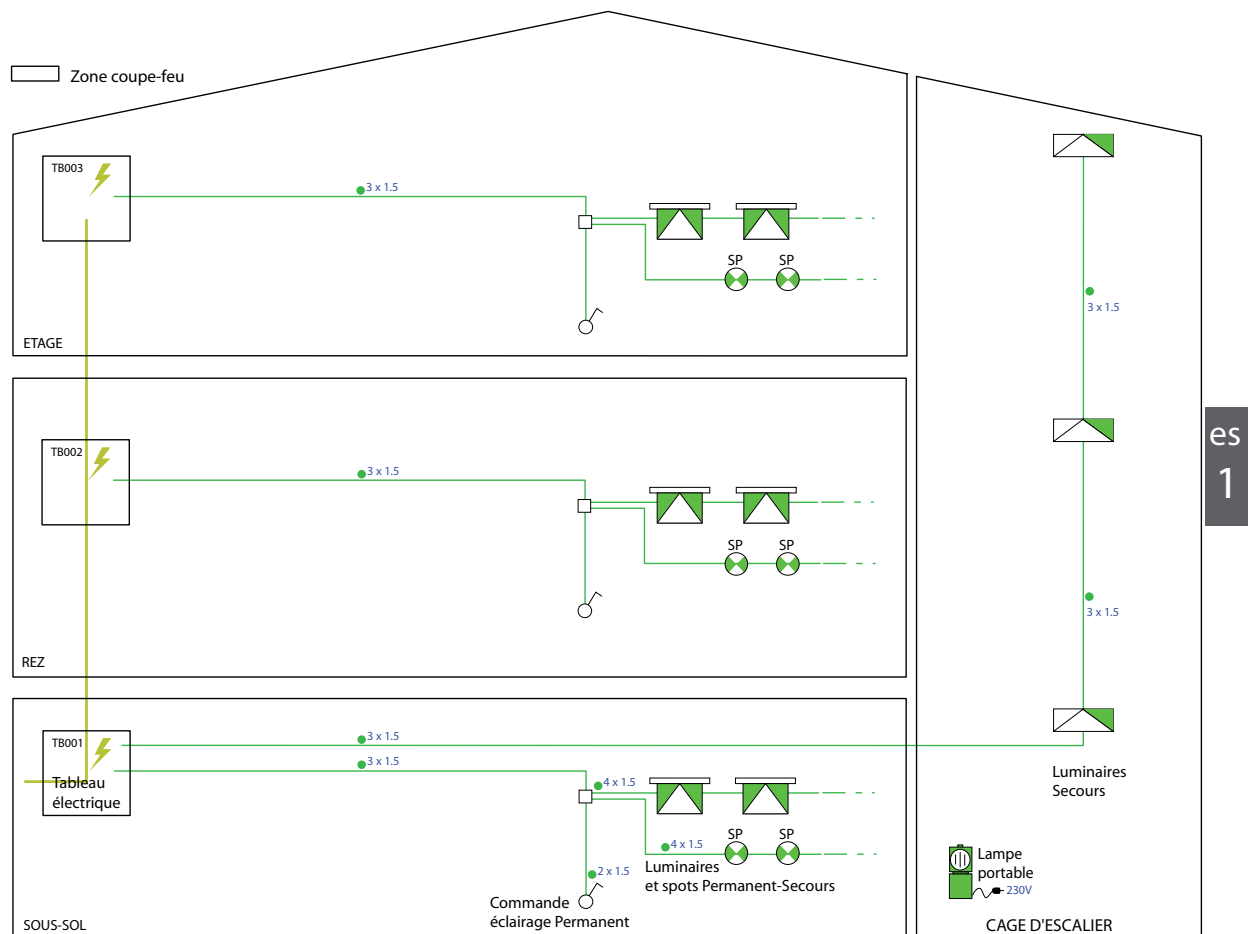 Zone coupe-feu
TB003
3 x 1.5
SP
SP
ETAGE
3 x 1.5
TB002
3 x 1.5
SP
SP
REZ
3 x 1.5
es
1
TB001
Tableau
électrique
3 x 1.5
3 x 1.5
4 x 1.5
4 x 1.5
SP
SP
2 x 1.5
Luminaires
et spots Permanent-Secours
Commande
éclairage Permanent
SOUS-SOL
Luminaires
Secours
Lampe
portable
230V
CAGE D'ESCALIER